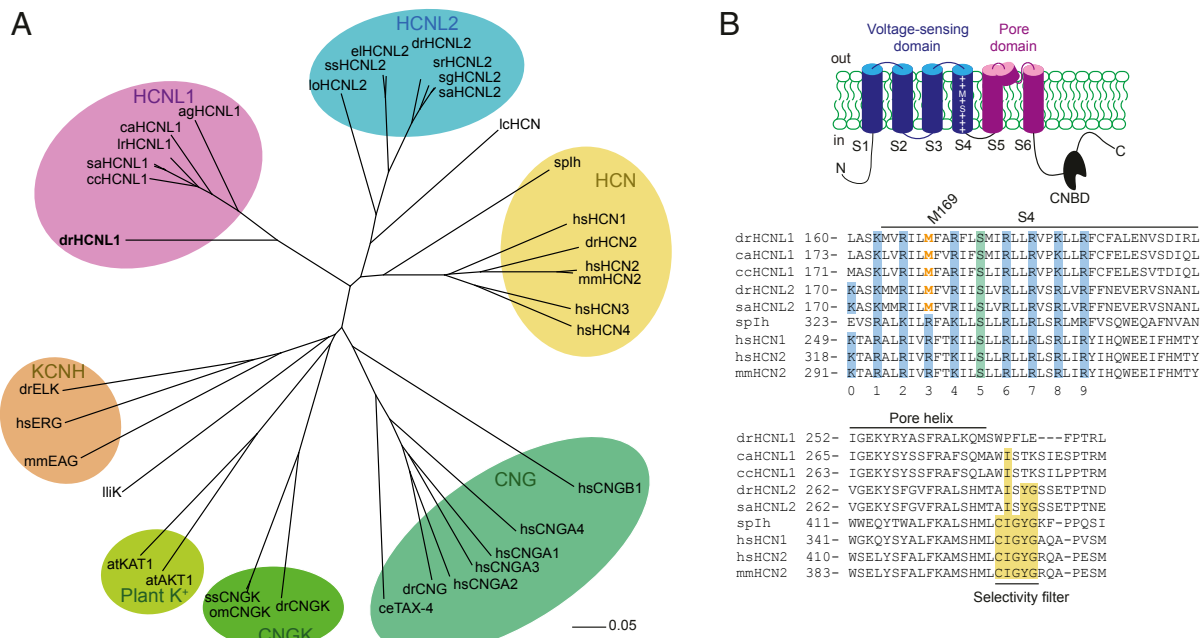 A
HCNL2
drHCNL2
elHCNL2
ssHCNL2
srHCNL2
sgHCNL2
loHCNL2
saHCNL2
HCNL1
agHCNL1
caHCNL1
lrHCNL1
saHCNL1
ccHCNL1
drHCNL1
lcHCN
spIh
HCN
hsHCN1
drHCN2
hsHCN2
mmHCN2
hsHCN3
hsHCN4
KCNH
drELK
hsERG
mmEAG
lliK
atKAT1
atAKT1
Plant K+
ssCNGK
omCNGK
drCNGK
CNGK
CNG
hsCNGB1
hsCNGA4
hsCNGA1
hsCNGA3
hsCNGA2
drCNG
ceTAX-4
0.05
B
Voltage-sensing
domain
Pore
domain
out
in
+ + M + S + + +
S1 S2 S3 S4 S5 S6
N
C
CNBD
M169
S4
drHCNL1 160- LASKMVRILMFARFLSMIRLLRVPKLLRFCFALENVSDIRL
caHCNL1 173- LASKLVRILMFVRIFSMIRLLRVPKLLRFCFELESVSDIQL
ccHCNL1 171- MASKLVRILMFVRIFSMIRLLRVPKLLRFCFELESVTDIQL
drHCNL2 170- KASKMMRILMFVRIISLVRLLRVSRLVRFFNEVERVSNANL
saHCNL2 170- KASKMMRILMFVRILSLVRLLRVSRLVRFFNEVERVSNANL
spIh 323- EVSRALKILRFAKLLSLLRLLRLSRLMRFVSQWEQAFNVAN
hsHCN1 249- KTARALRIVRFTKILSLLRLLRLSRLIRYIHQWEEIFHMTY
hsHCN2 318- KTARALRIVRFTKILSLLRLLRLSRLIRYIHQWEEIFHMTY
mmHCN2 291- KTARALRIVRFTKILSLLRLLRLSRLIRYIHQWEEIFHMTY
0 1 2 3 4 5 6 7 8 9
Pore helix
drHCNL1 252- IGEKYRYASFRALKQMSWPFLE---FPTRL
caHCNL1 265- IGEKYSYSSFRAFSQMAWISTKSIESPTRM
ccHCNL1 263- IGEKYSYSSFRAFSQMAWISTKSILPPTRM
drHCNL2 262- VGEKYSFGVFRALSHMTAISYGSSETPTND
saHCNL2 262- VGEKYSFGVFRALSHMTAISYGSSETPTNE
spIh 411- WWEQYTWALFKALSHMLCIGYGKF-PPQSI
hsHCN1 341- WGKQYSYALFKAMSHMLCIGYGAQA-PVSM
hsHCN2 410- WSELYSFALFKAMSHMLCIGYGRQA-PESM
mmHCN2 383- WSELYSFALFKAMSHMLCIGYGRQA-PESM
Selectivity filter